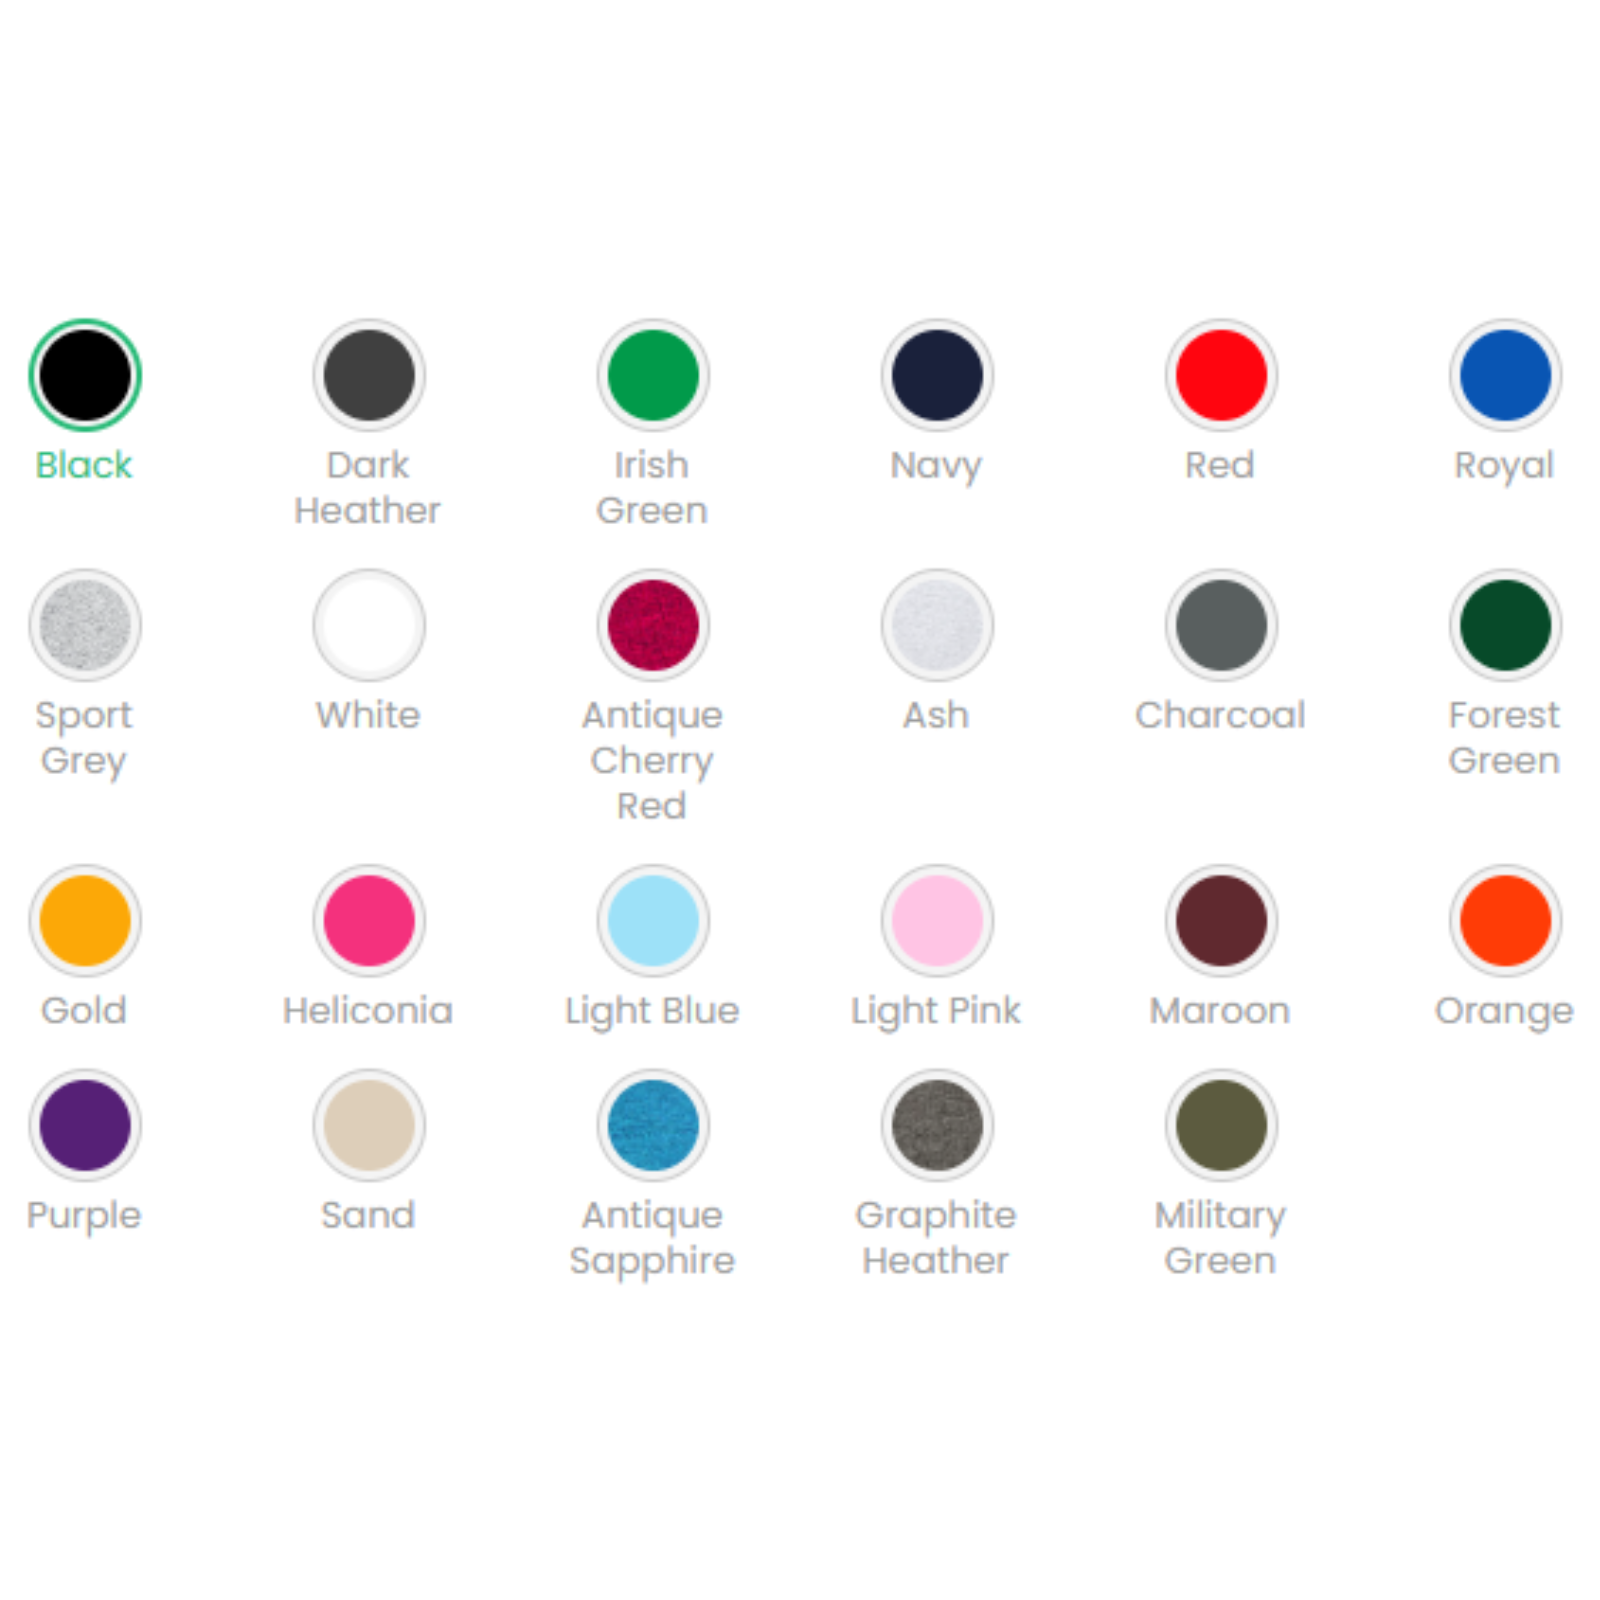 Black
Dark
Heather
Irish
Green
Navy
Red
Royal
Sport
Grey
White
Antique
Cherry
Red
Ash
Charcoal
Forest
Green
Gold
Heliconia
Light Blue
Light Pink
Maroon
Orange
Purple
Sand
Antique
Sapphire
Graphite
Heather
Military
Green